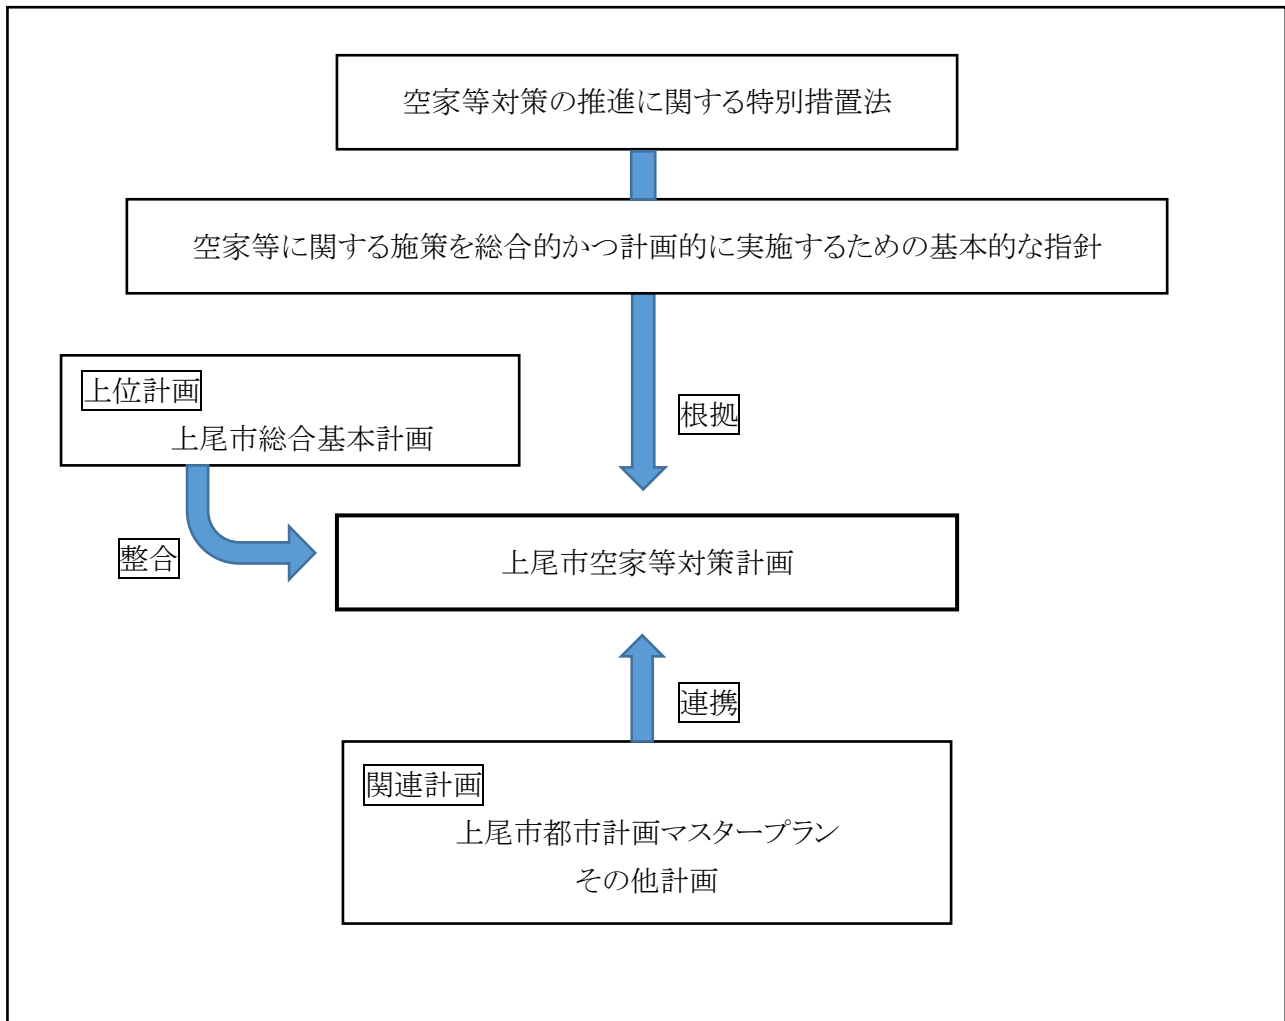 空家等対策の推進に関する特別措置法
空家等に関する施策を総合的かつ計画的に実施するための基本的な指針
上位計画
上尾市総合基本計画
根拠
整合
上尾市空家等対策計画
連携
関連計画
上尾市都市計画マスタープラン
その他計画